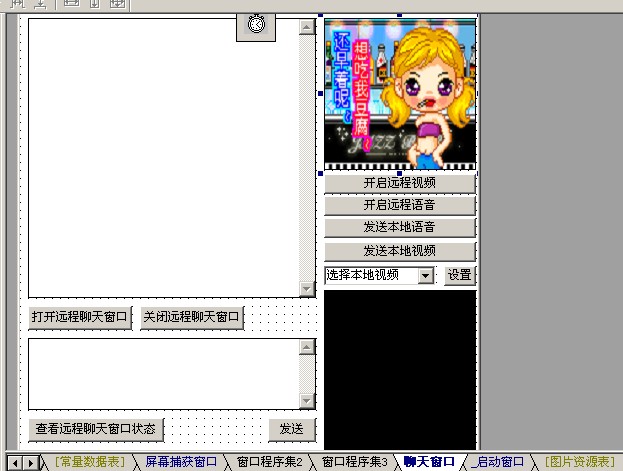 还早着呢~
想吃我豆腐~
开启远程视频
开启远程语音
发送本地语音
发送本地视频
选择本地视频
设置
打开远程聊天窗口
关闭远程聊天窗口
查看远程聊天窗口状态
发送
[常量数据表]
屏幕捕获窗口
窗口程序集2
窗口程序集3
聊天窗口
_启动窗口
[图片资源表]